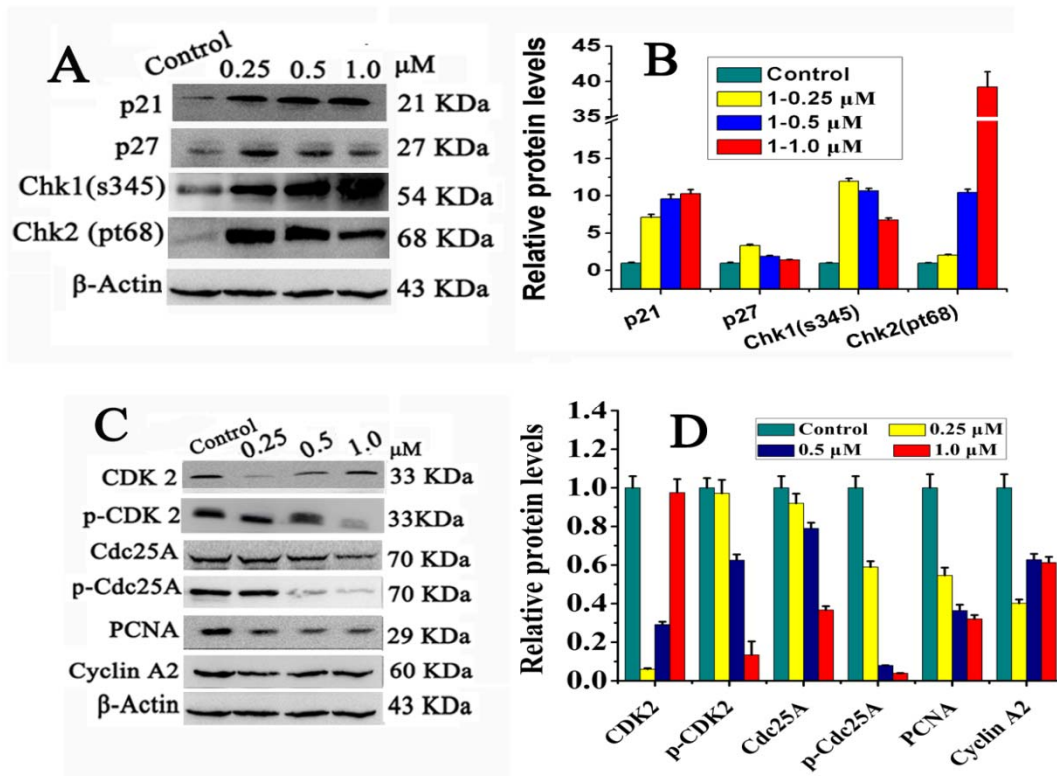 A
Control 0.25 0.5 1.0 μM
p21 21 KDa
p27 27 KDa
Chk1(s345) 54 KDa
Chk2 (pt68) 68 KDa
β-Actin 43 KDa
B
Control
1-0.25 μM
1-0.5 μM
1-1.0 μM
Relative protein levels
45
40
35
15
10
5
0
p21 p27 Chk1(s345) Chk2(pt68)
C
Control 0.25 0.5 1.0 μM
CDK 2 33 KDa
p-CDK 2 33KDa
Cdc25A 70 KDa
p-Cdc25A 70 KDa
PCNA 29 KDa
Cyclin A2 60 KDa
β-Actin 43 KDa
D
Control 0.25 μM
0.5 μM 1.0 μM
Relative protein levels
1.4
1.2
1.0
0.8
0.6
0.4
0.2
0.0
CDK2 p-CDK2 Cdc25A p-Cdc25A PCNA Cyclin A2